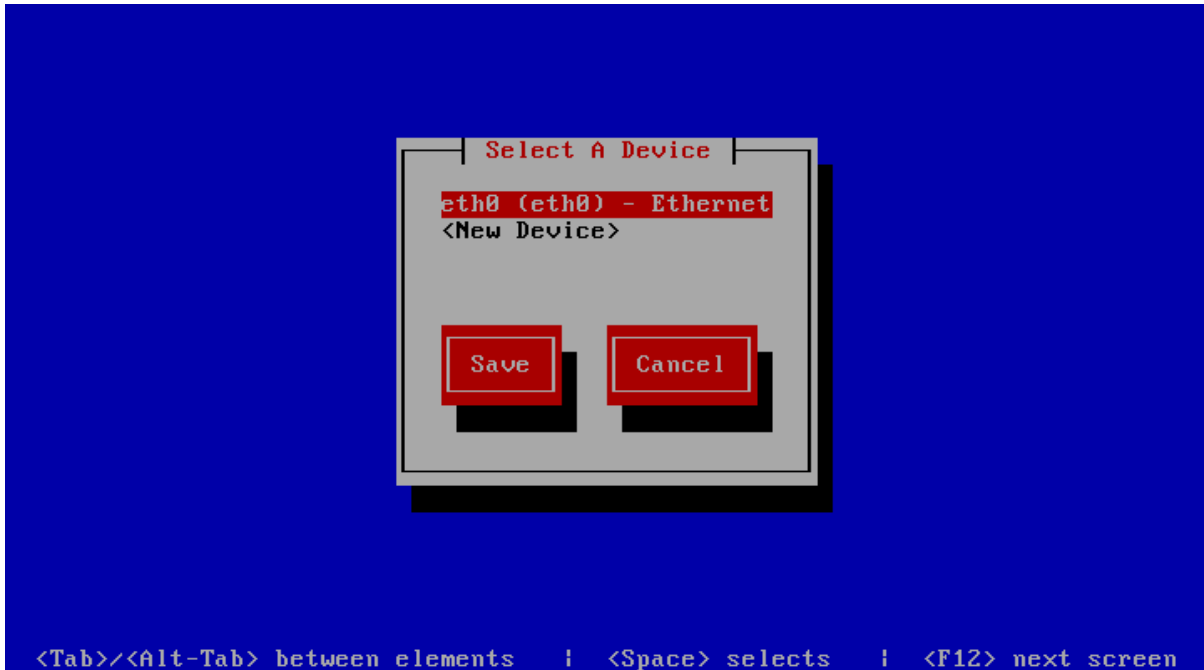 Select A Device
eth0 (eth0) - Ethernet
<New Device>
Save Cancel
<Tab>/<Alt-Tab> between elements | <Space> selects | <F12> next screen